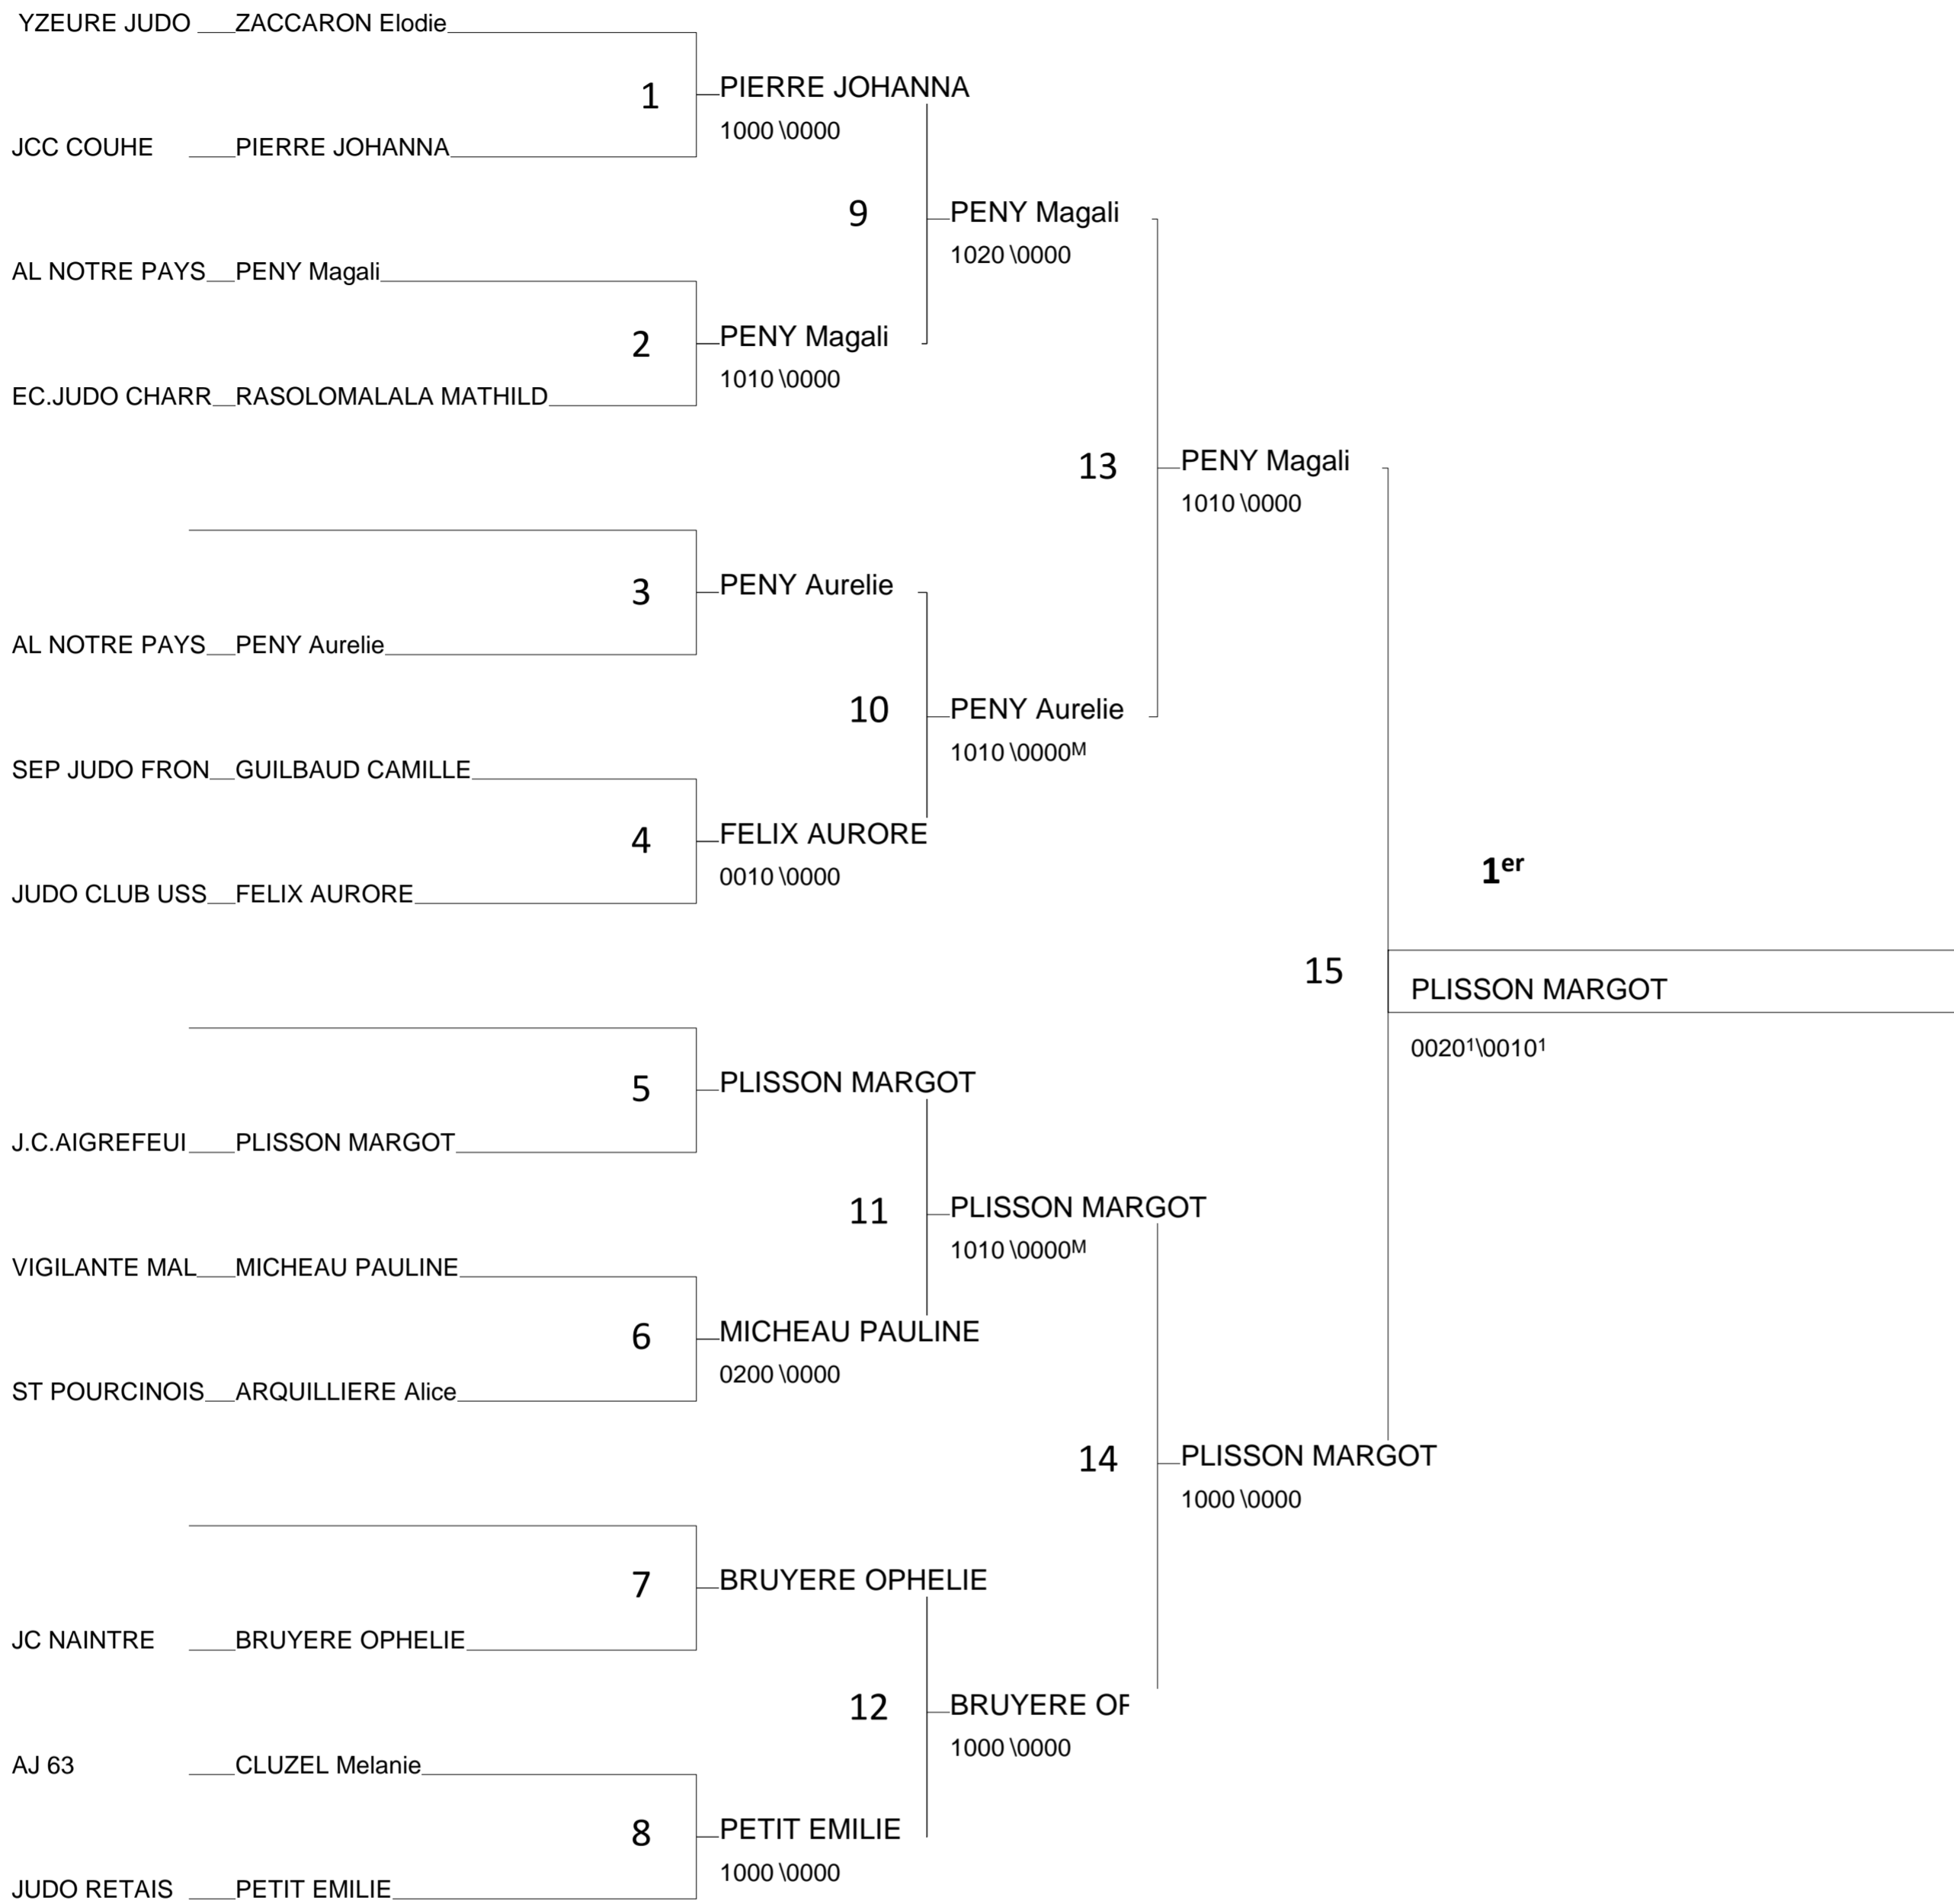 YZEURE JUDO ZACCARON Elodie
1 PIERRE JOHANNA
1000 \0000
JCC COUHE PIERRE JOHANNA
9 PENY Magali
1020 \0000
AL NOTRE PAYS PENY Magali
2 PENY Magali
1010 \0000
EC.JUDO CHARR RASOLOMALALA MATHILD
13 PENY Magali
1010 \0000
3 PENY Aurelie
AL NOTRE PAYS PENY Aurelie
10 PENY Aurelie
1010 \0000M
SEP JUDO FRON GUILBAUD CAMILLE
4 FELIX AURORE
0010 \0000
JUDO CLUB USS FELIX AURORE
1er
15 PLISSON MARGOT
0020¹\0010¹
5 PLISSON MARGOT
J.C.AIGREFEUI PLISSON MARGOT
11 PLISSON MARGOT
1010 \0000M
VIGILANTE MAL MICHEAU PAULINE
6 MICHEAU PAULINE
0200 \0000
ST POURCINOIS ARQUILLIERE Alice
14 PLISSON MARGOT
1000 \0000
7 BRUYERE OPHELIE
JC NAINTRE BRUYERE OPHELIE
12 BRUYERE OP
1000 \0000
AJ 63 CLUZEL Melanie
8 PETIT EMILIE
1000 \0000
JUDO RETAIS PETIT EMILIE